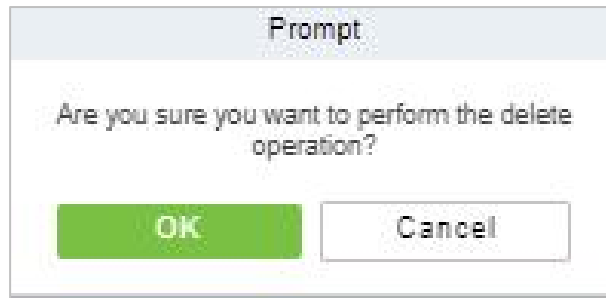 Prompt
Are you sure you want to perform the delete
operation?
OK
Cancel